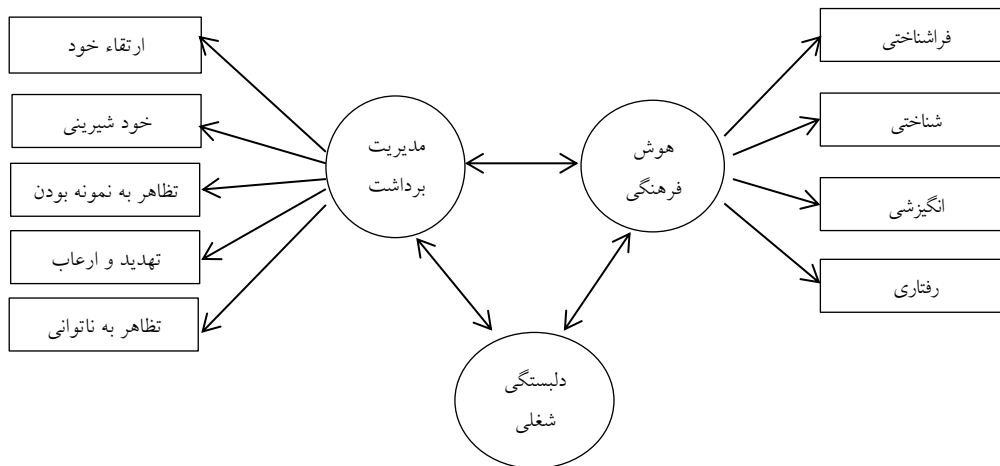 فراشناختی
شناختی
انگیزشی
رفتاری
هوش
فرهنگی
مدیریت
برداشت
دلبستگی
شغلی
ارتقاء خود
خود شیرینی
تظاهر به نمونه بودن
تهدید و ارعاب
تظاهر به ناتوانی